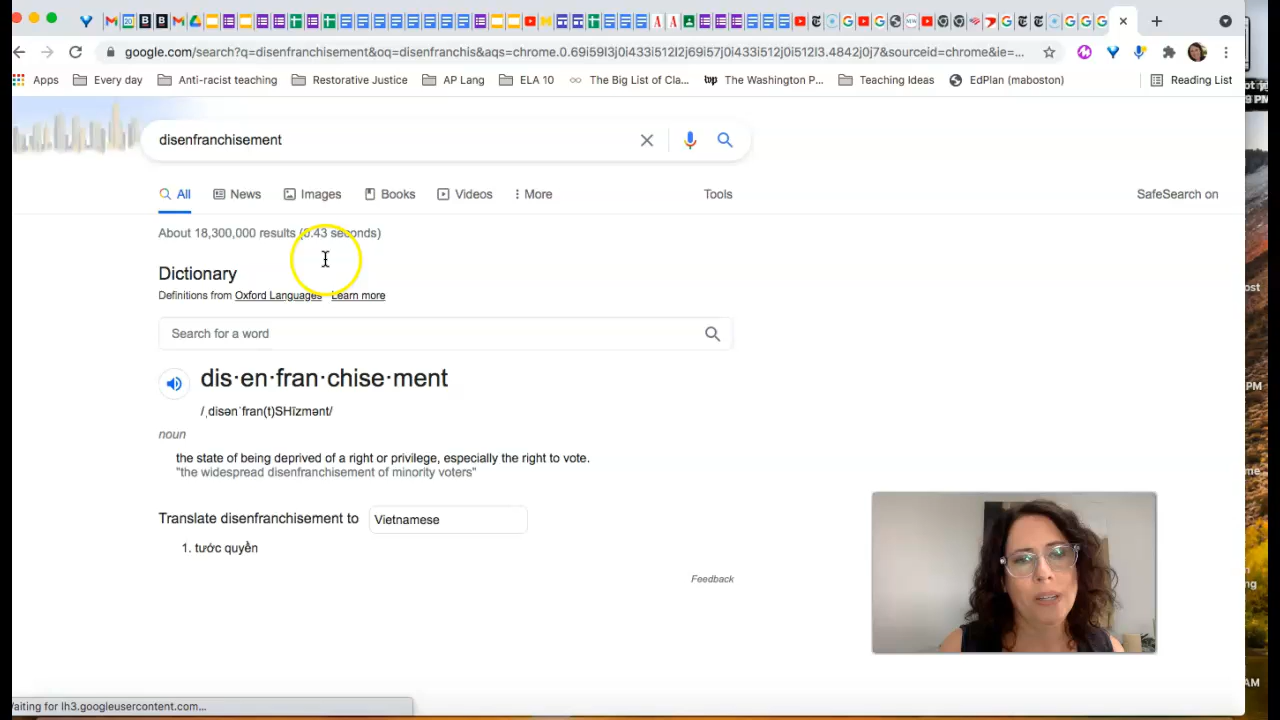 google.com/search?q=disenfranchisement&oq=disenfranchis&aqs=chrome.0.69i59l3j0i433i512l2j69i57j0i433i512j0i512l3.4842j0j7&sourceid=chrome&ie=...
Apps Every day Anti-racist teaching Restorative Justice AP Lang ELA 10 The Big List of Cla... wp The Washington P... Teaching Ideas EdPlan (maboston) Reading List
disenfranchisement
All News Images Books Videos More Tools SafeSearch on
About 18,300,000 results (0.43 seconds)
Dictionary
Definitions from Oxford Languages · Learn more
Search for a word
dis·en·fran·chise·ment
/ˌdisənˈfran(t)SHīzmənt/
noun
the state of being deprived of a right or privilege, especially the right to vote.
"the widespread disenfranchisement of minority voters"
Translate disenfranchisement to Vietnamese
1. tước quyền
Feedback
Waiting for lh3.googleusercontent.com...